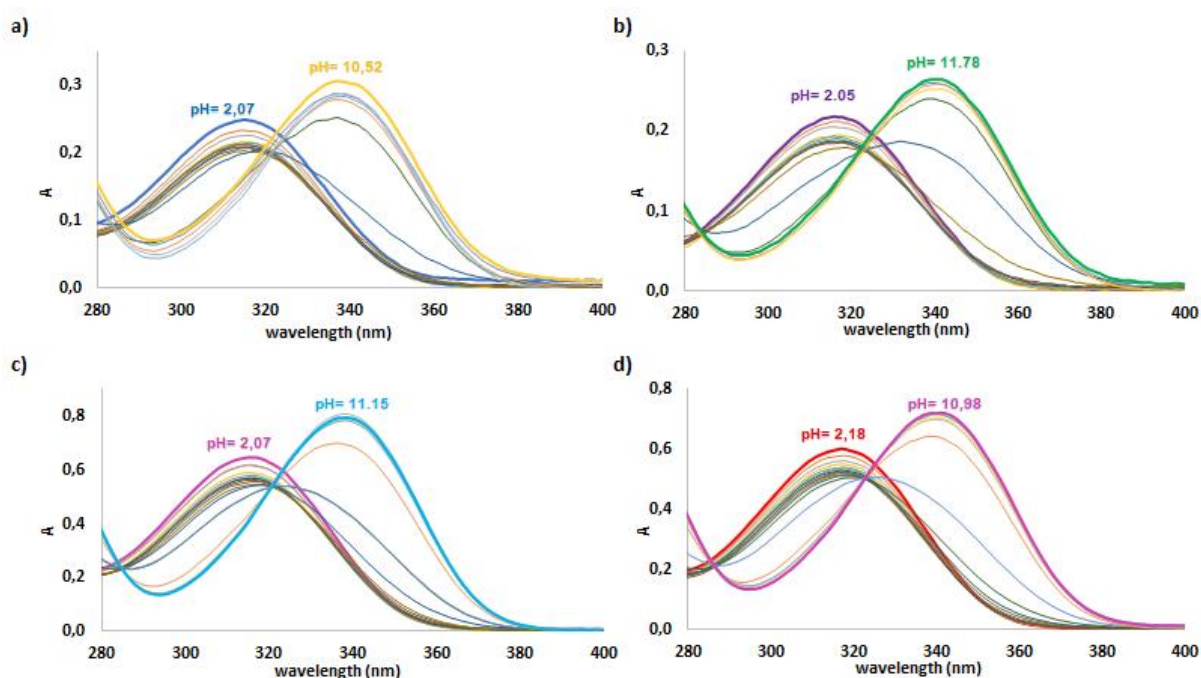 a)
pH= 10,52
pH= 2,07
0,3
0,2
0,1
0,0
A
280 300 320 340 360 380 400
wavelength (nm)
b)
pH= 11.78
pH= 2.05
0,3
0,2
0,1
0,0
A
280 300 320 340 360 380 400
wavelength (nm)
c)
pH= 11.15
pH= 2,07
0,8
0,6
0,4
0,2
0,0
A
280 300 320 340 360 380 400
wavelength (nm)
d)
pH= 10,98
pH= 2,18
0,8
0,6
0,4
0,2
0,0
A
280 300 320 340 360 380 400
wavelength (nm)